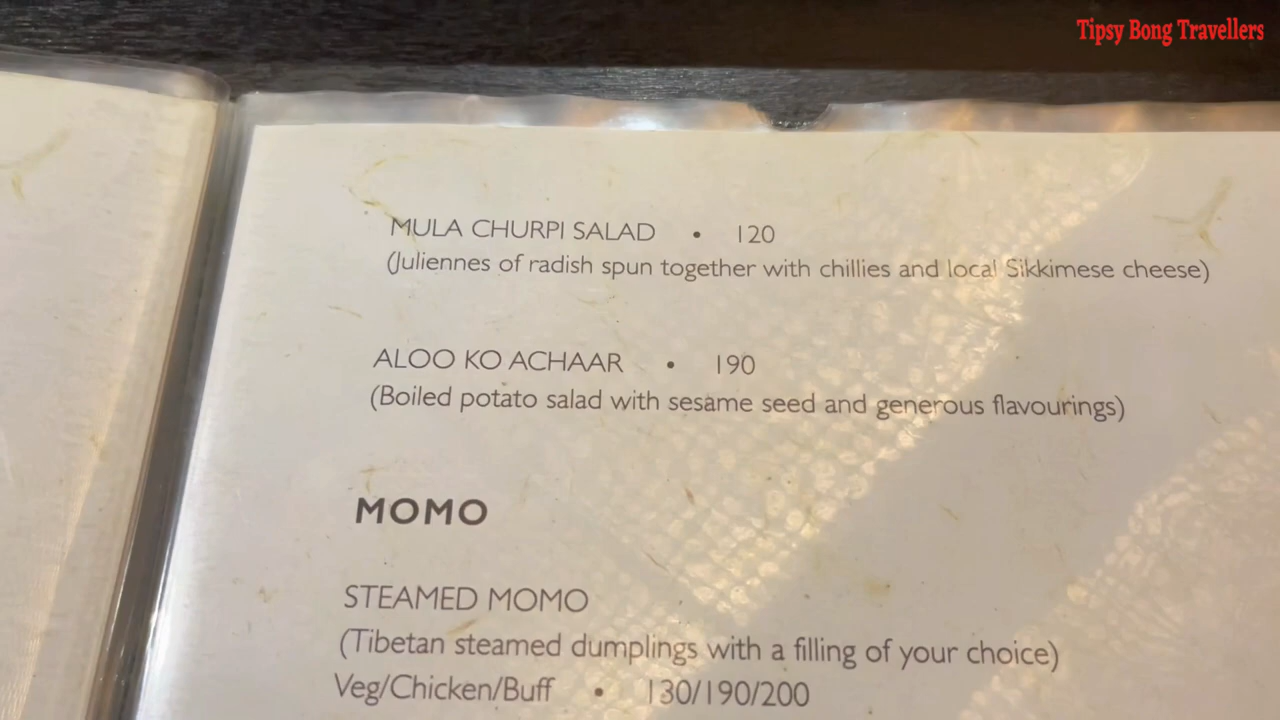 Tipsy Bong Travellers
MULA CHURPI SALAD • 120
(Juliennes of radish spun together with chillies and local Sikkimese cheese)
ALOO KO ACHAAR • 190
(Boiled potato salad with sesame seed and generous flavourings)
MOMO
STEAMED MOMO
(Tibetan steamed dumplings with a filling of your choice)
Veg/Chicken/Buff • 130/190/200